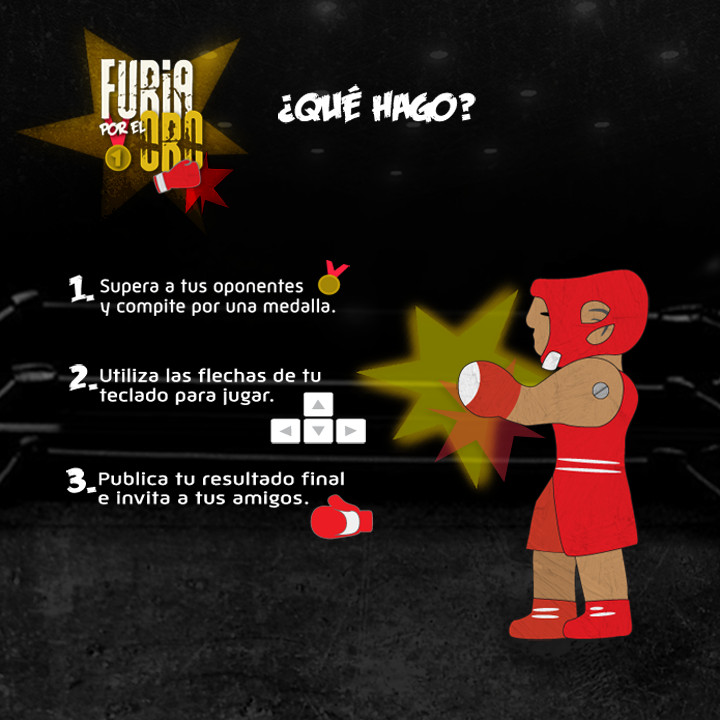 FURIA
POR EL
ORO
1
¿QUÉ HAGO?
1. Supera a tus oponentes
y compite por una medalla.
2. Utiliza las flechas de tu
teclado para jugar.
3. Publica tu resultado final
e invita a tus amigos.